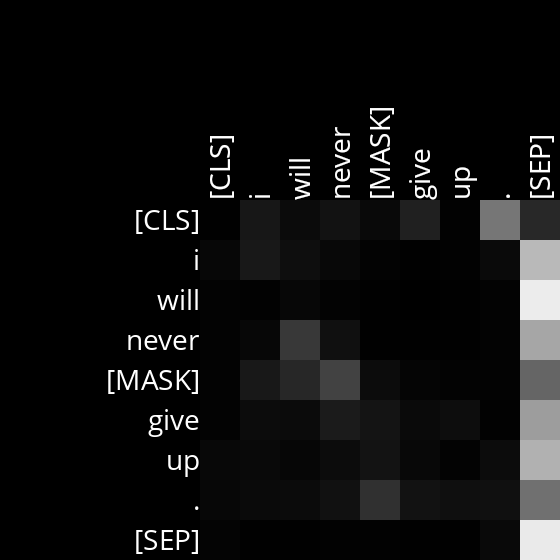 [CLS] i will never [MASK] give up . [SEP]
[CLS]
i
will
never
[MASK]
give
up
.
[SEP]